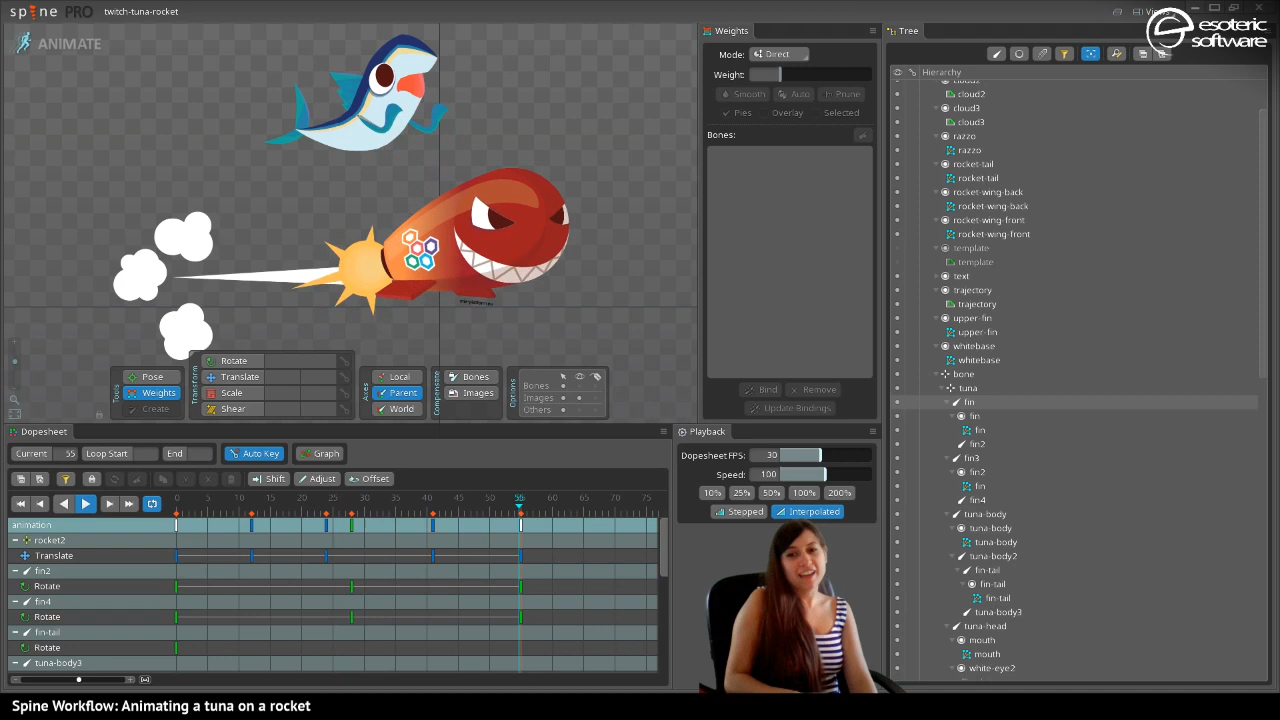 spine PRO twitch-tuna-rocket Views
esoteric software
ANIMATE
Pose
Weights
Create
Tools
Transform
Rotate
Translate
Scale
Shear
Axes
Local
Parent
World
Compensate
Bones
Images
Options
Bones
Images
Others
Weights
Mode: Direct
Weight:
Smooth Auto Prune
Pies Overlay Selected
Bones:
Bind Remove
Update Bindings
Tree
Hierarchy
cloud2
cloud3
cloud3
razzo
razzo
rocket-tail
rocket-tail
rocket-wing-back
rocket-wing-back
rocket-wing-front
rocket-wing-front
template
template
text
trajectory
trajectory
upper-fin
upper-fin
whitebase
whitebase
bone
tuna
fin
fin
fin
fin2
fin3
fin2
fin
fin4
tuna-body
tuna-body
tuna-body
tuna-body2
fin-tail
fin-tail
fin-tail
tuna-body3
tuna-head
mouth
mouth
white-eye2
Dopesheet
Current 55 Loop Start End Auto Key Graph
Shift Adjust Offset
0 5 10 15 20 25 30 35 40 45 50 55 60 65 70 75
animation
rocket2
Translate
fin2
Rotate
fin4
Rotate
fin-tail
Rotate
tuna-body3
Playback
Dopesheet FPS: 30
Speed: 100
10% 25% 50% 100% 200%
Stepped Interpolated
Spine Workflow: Animating a tuna on a rocket